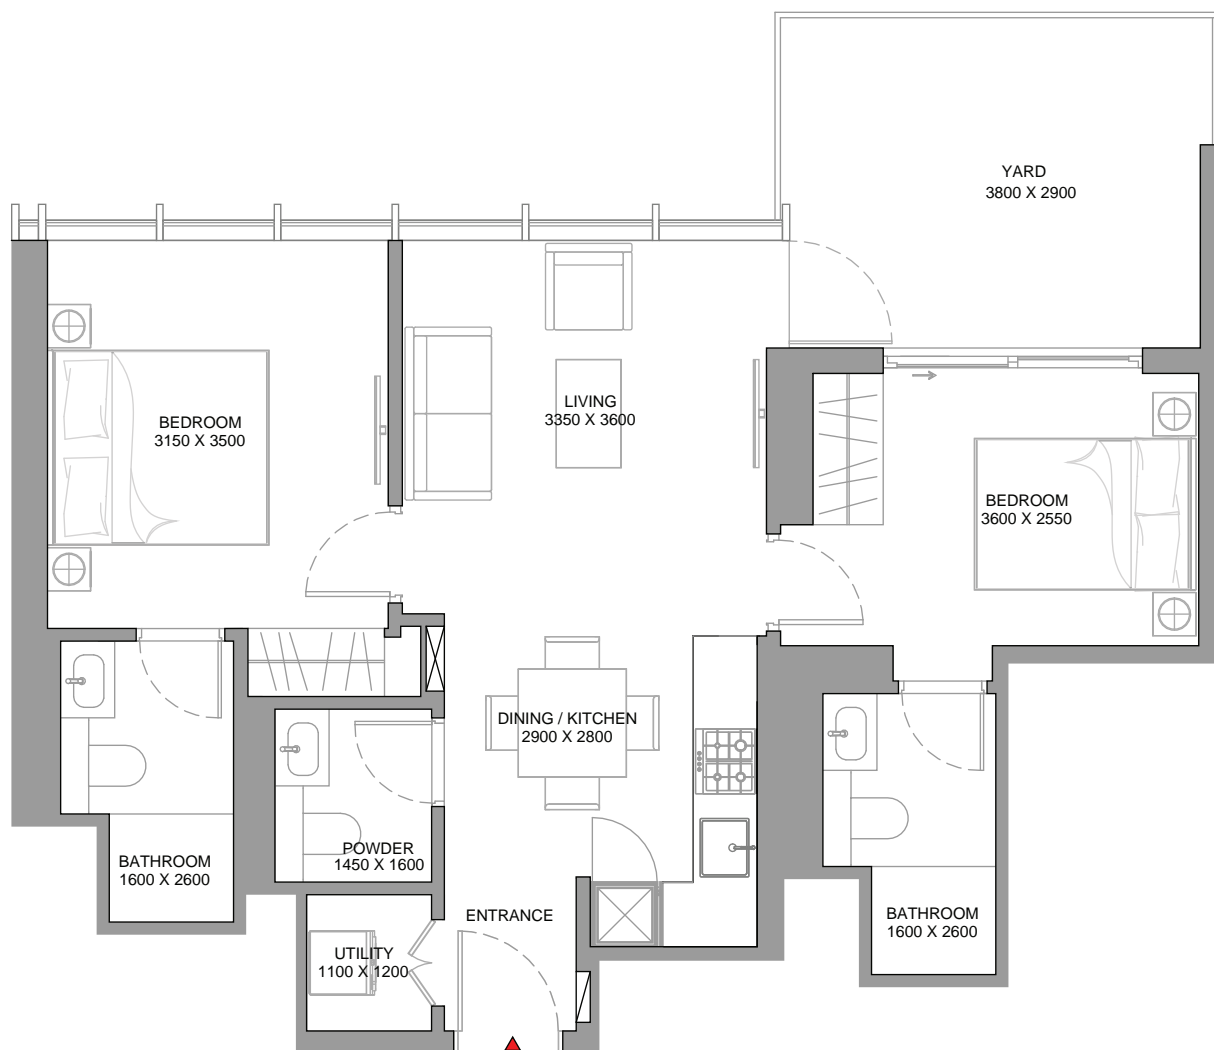 YARD
3800 X 2900
LIVING
3350 X 3600
BEDROOM
3150 X 3500
BEDROOM
3600 X 2550
DINING / KITCHEN
2900 X 2800
POWDER
1450 X 1600
BATHROOM
1600 X 2600
ENTRANCE
BATHROOM
1600 X 2600
UTILITY
1100 X 1200